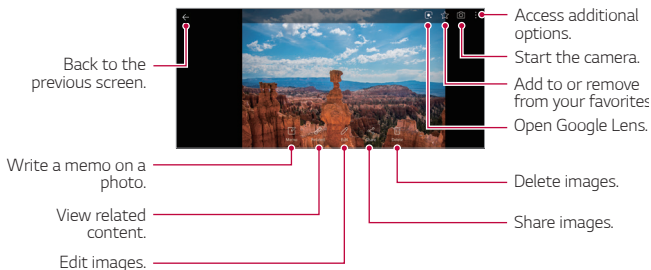 Access additional
options.
Start the camera.
Back to the
previous screen.
Add to or remove
from your favorites
Open Google Lens.
Write a memo on a
photo.
Delete images.
View related
content.
Share images.
Edit images.